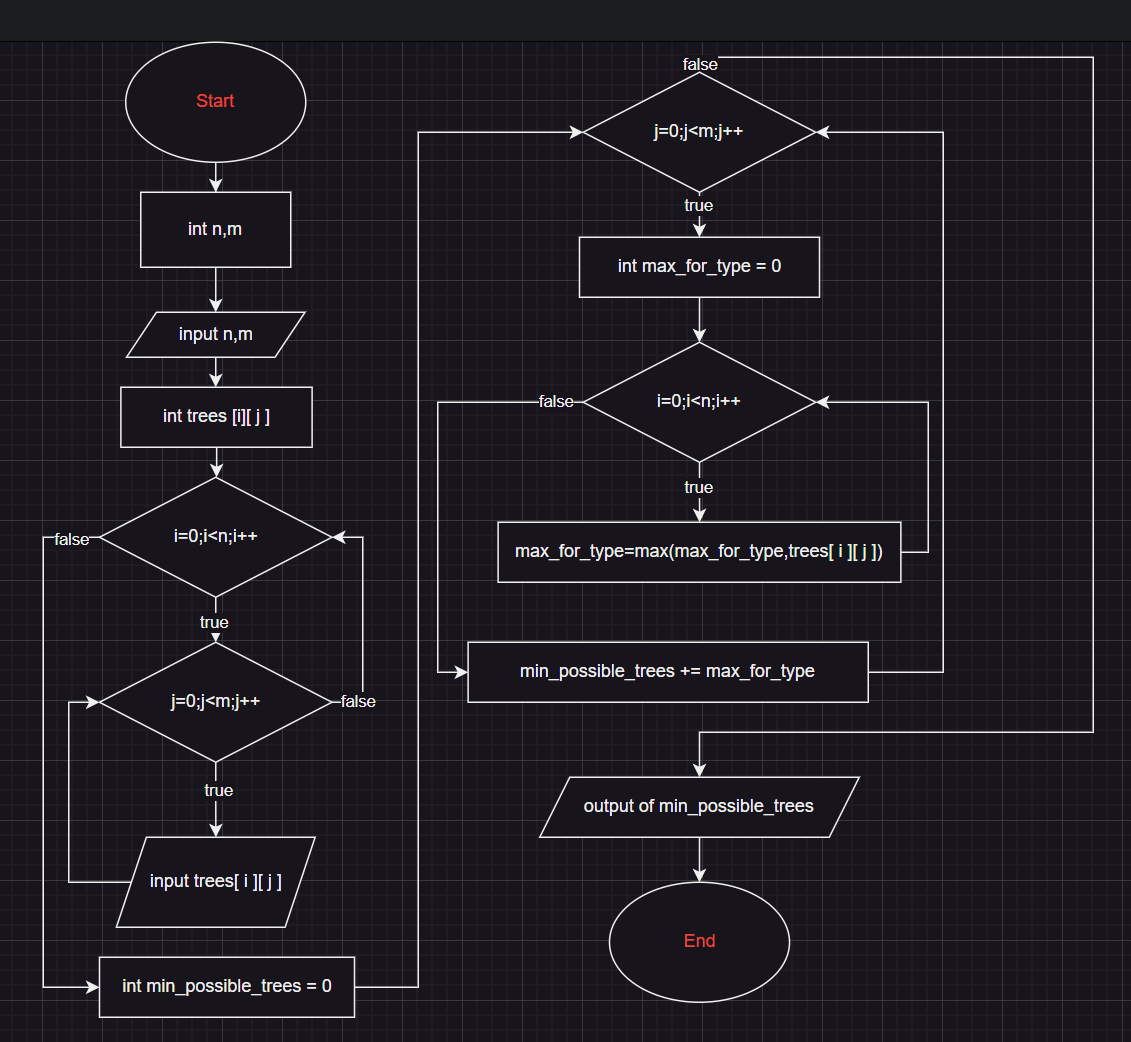 Start
int n,m
input n,m
int trees [i][ j ]
i=0;i<n;i++
false
true
j=0;j<m;j++
false
true
input trees[ i ][ j ]
int min_possible_trees = 0
false
j=0;j<m;j++
true
int max_for_type = 0
i=0;i<n;i++
false
true
max_for_type=max(max_for_type,trees[ i ][ j ])
min_possible_trees += max_for_type
output of min_possible_trees
End